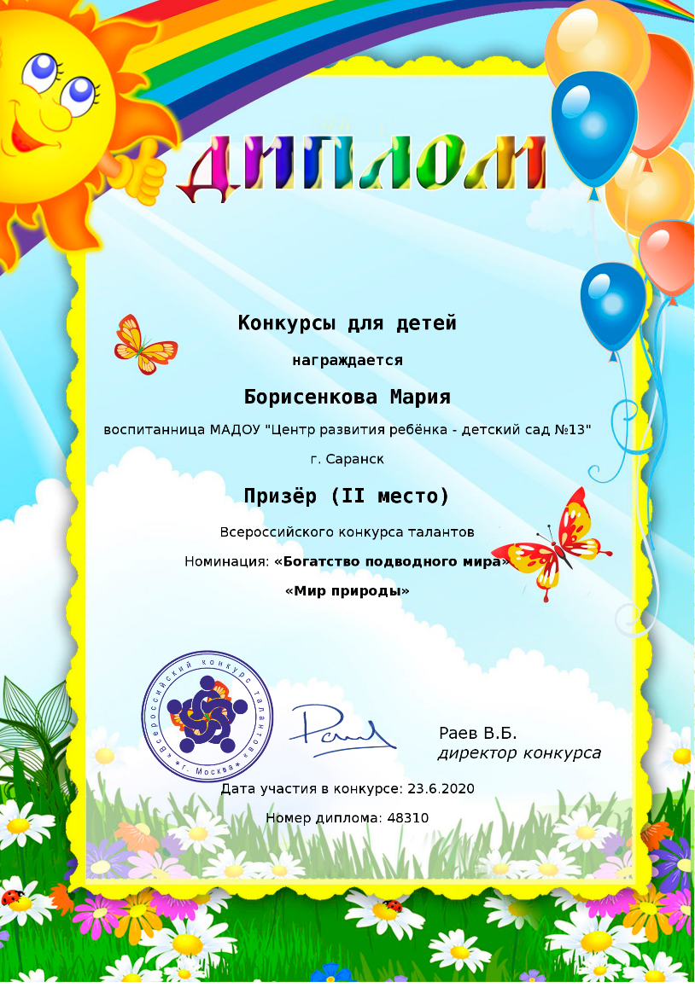 ДИПЛОМ
Конкурсы для детей
награждается
Борисенкова Мария
воспитанница МАДОУ "Центр развития ребёнка - детский сад №13"
г. Саранск
Призёр (II место)
Всероссийского конкурса талантов
Номинация: «Богатство подводного мира»
«Мир природы»
«Всероссийский конкурс талантов»
*г. Москва*
Раев В.Б.
директор конкурса
Дата участия в конкурсе: 23.6.2020
Номер диплома: 48310